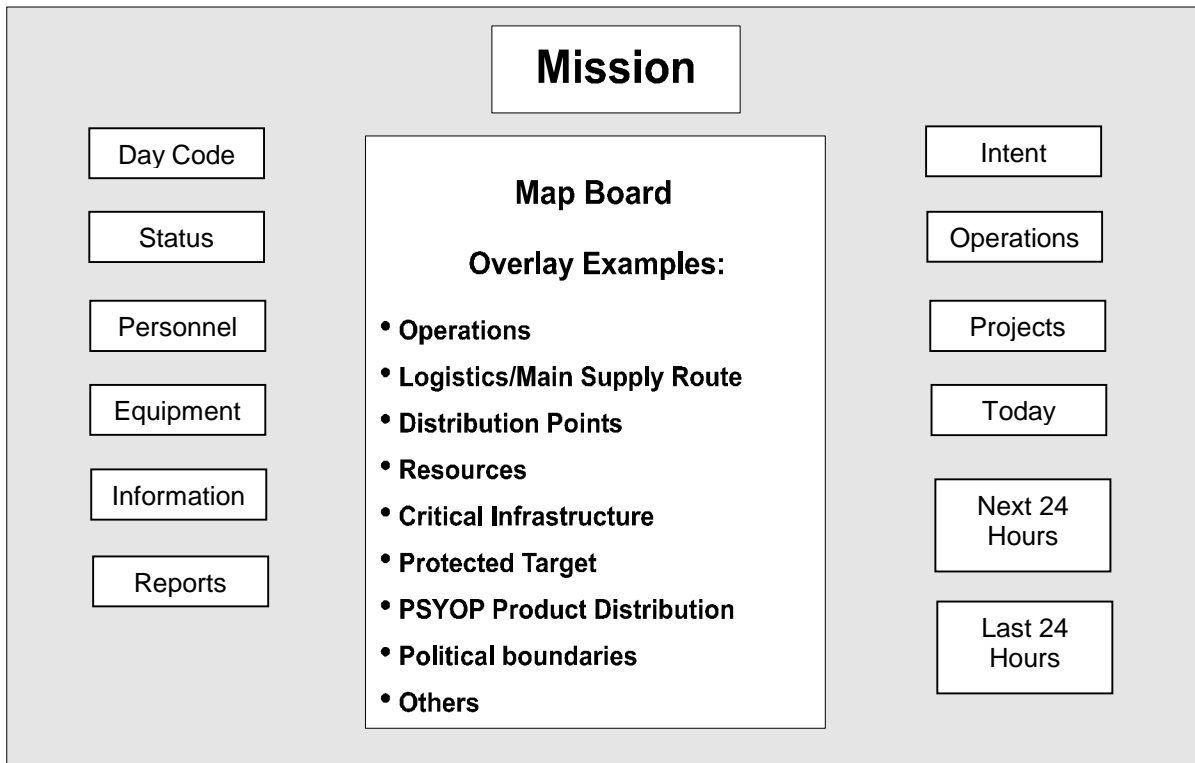 Mission
Day Code
Status
Personnel
Equipment
Information
Reports
Map Board
Overlay Examples:
• Operations
• Logistics/Main Supply Route
• Distribution Points
• Resources
• Critical Infrastructure
• Protected Target
• PSYOP Product Distribution
• Political boundaries
• Others
Intent
Operations
Projects
Today
Next 24
Hours
Last 24
Hours